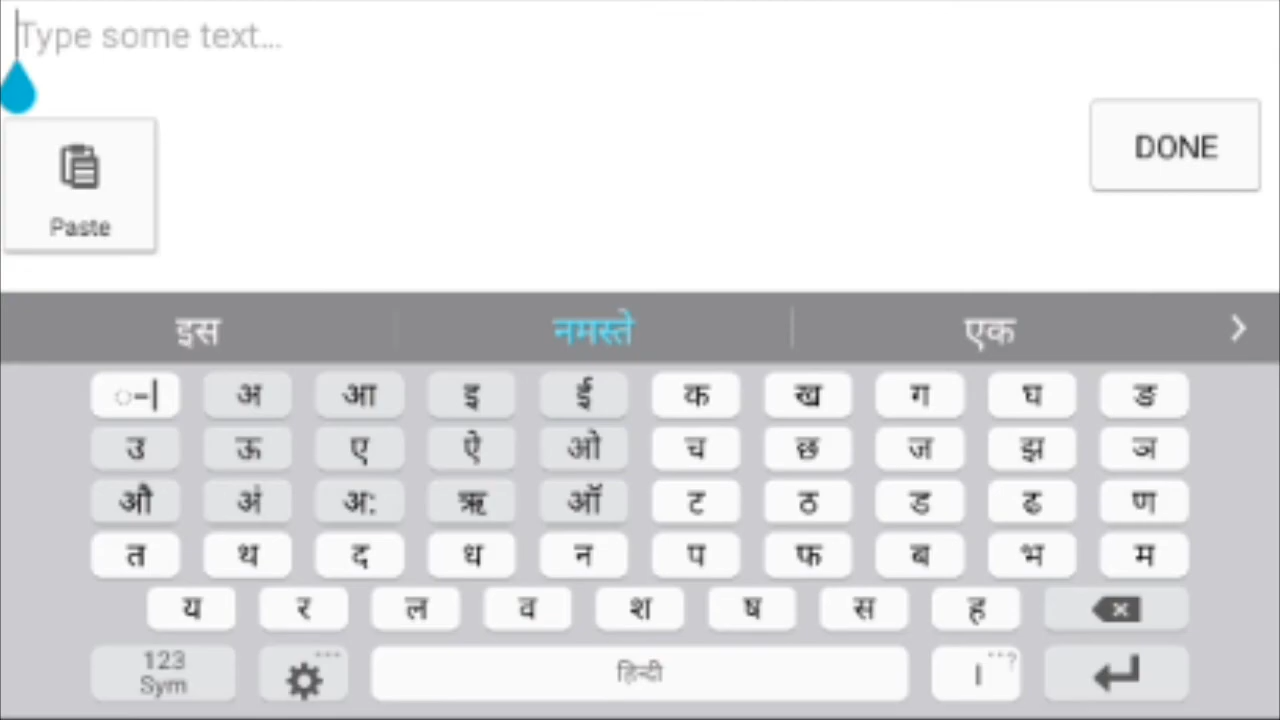 Type some text...
DONE
Paste
इस नमस्ते एक
अ आ इ ई क ख ग घ ङ
उ ऊ ए ऐ ओ च छ ज झ ञ
औ अं अ: ऋ ऑ ट ठ ड ढ ण
त थ द ध न प फ ब भ म
य र ल व श ष स ह
123
Sym हिन्दी । ...?